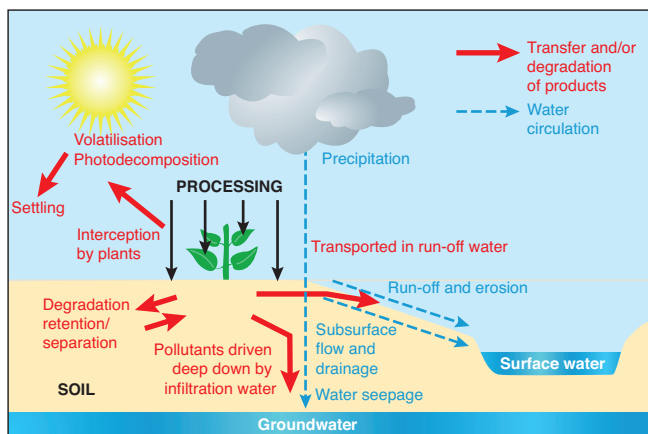 Transfer and/or
degradation
of products
Water
circulation
Volatilisation
Photodecomposition
Precipitation
PROCESSING
Settling
Interception
by plants
Transported in run-off water
Run-off and erosion
Degradation
retention/
separation
Pollutants driven
deep down by
infiltration water
Subsurface
flow and
drainage
Surface water
SOIL
Water seepage
Groundwater